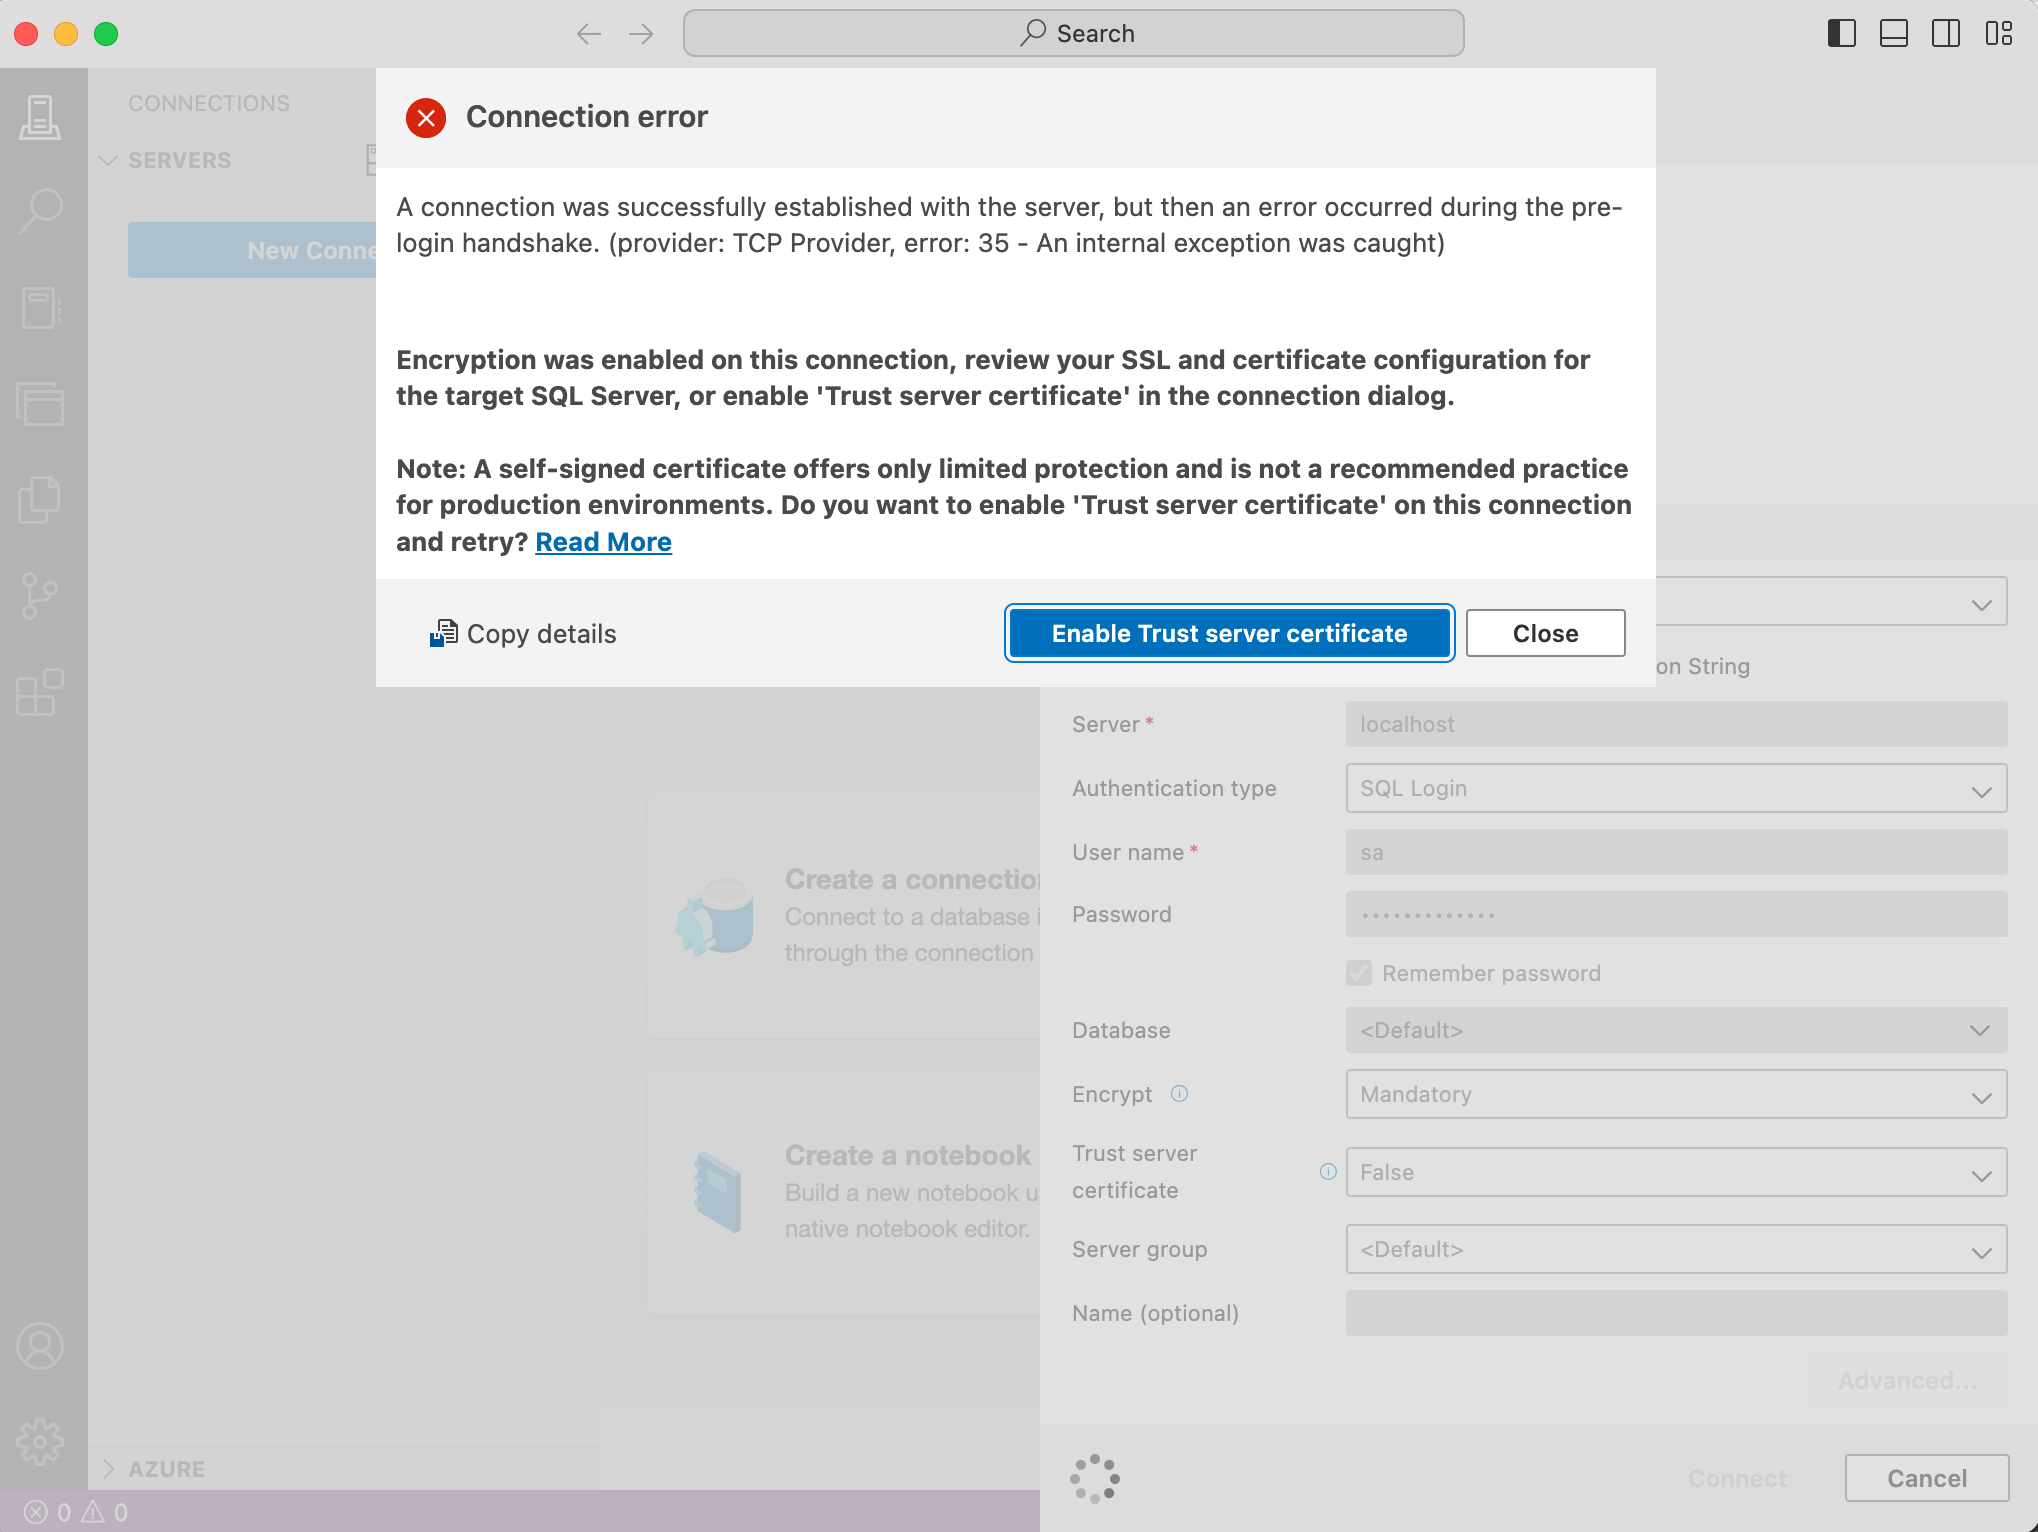 Search
CONNECTIONS
SERVERS
New Conne
Connection error
A connection was successfully established with the server, but then an error occurred during the pre-
login handshake. (provider: TCP Provider, error: 35 - An internal exception was caught)
Encryption was enabled on this connection, review your SSL and certificate configuration for
the target SQL Server, or enable 'Trust server certificate' in the connection dialog.
Note: A self-signed certificate offers only limited protection and is not a recommended practice
for production environments. Do you want to enable 'Trust server certificate' on this connection
and retry? Read More
Copy details
Enable Trust server certificate
Close
on String
Server *
localhost
Authentication type
SQL Login
User name *
sa
Password
•••••••••••••
Remember password
Database
<Default>
Encrypt
Mandatory
Trust server
certificate
False
Server group
<Default>
Name (optional)
Advanced...
Connect
Cancel
Create a connection
Connect to a database i
through the connection
Create a notebook
Build a new notebook u
native notebook editor.
AZURE
0
0